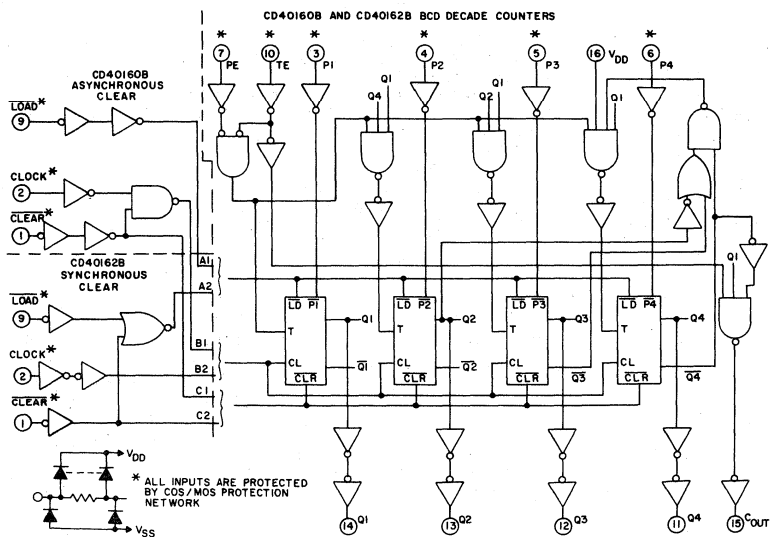 CD40160B AND CD40162B BCD DECADE COUNTERS
* * * * * *
7 10 3 4 5 16 VDD 6
PE TE P1 P2 P3 P4
CD40160B
ASYNCHRONOUS
CLEAR
LOAD*
9
CLOCK*
2
CLEAR*
1
CD40162B
SYNCHRONOUS
CLEAR
LOAD*
9
CLOCK*
2
CLEAR*
1
A1
A2
B1
B2
C1
C2
Q1
Q4
Q1
Q2
Q1
Q1
LD P1
T
CL
CLR
Q1
Q1
LD P2
T
CL
CLR
Q2
Q2
LD P3
T
CL
CLR
Q3
Q3
LD P4
T
CL
CLR
Q4
Q4
VDD
VSS
* ALL INPUTS ARE PROTECTED
BY COS/MOS PROTECTION
NETWORK
14 Q1
13 Q2
12 Q3
11 Q4
15 COUT